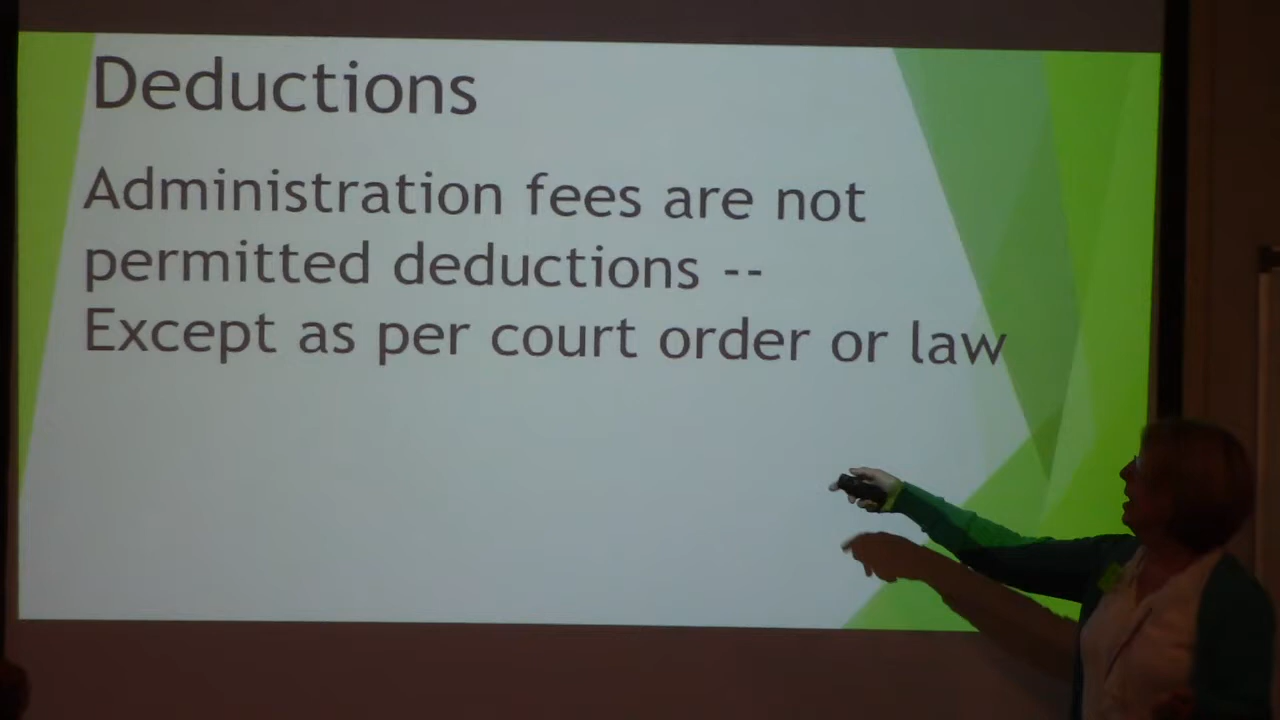 Deductions
Administration fees are not
permitted deductions --
Except as per court order or law